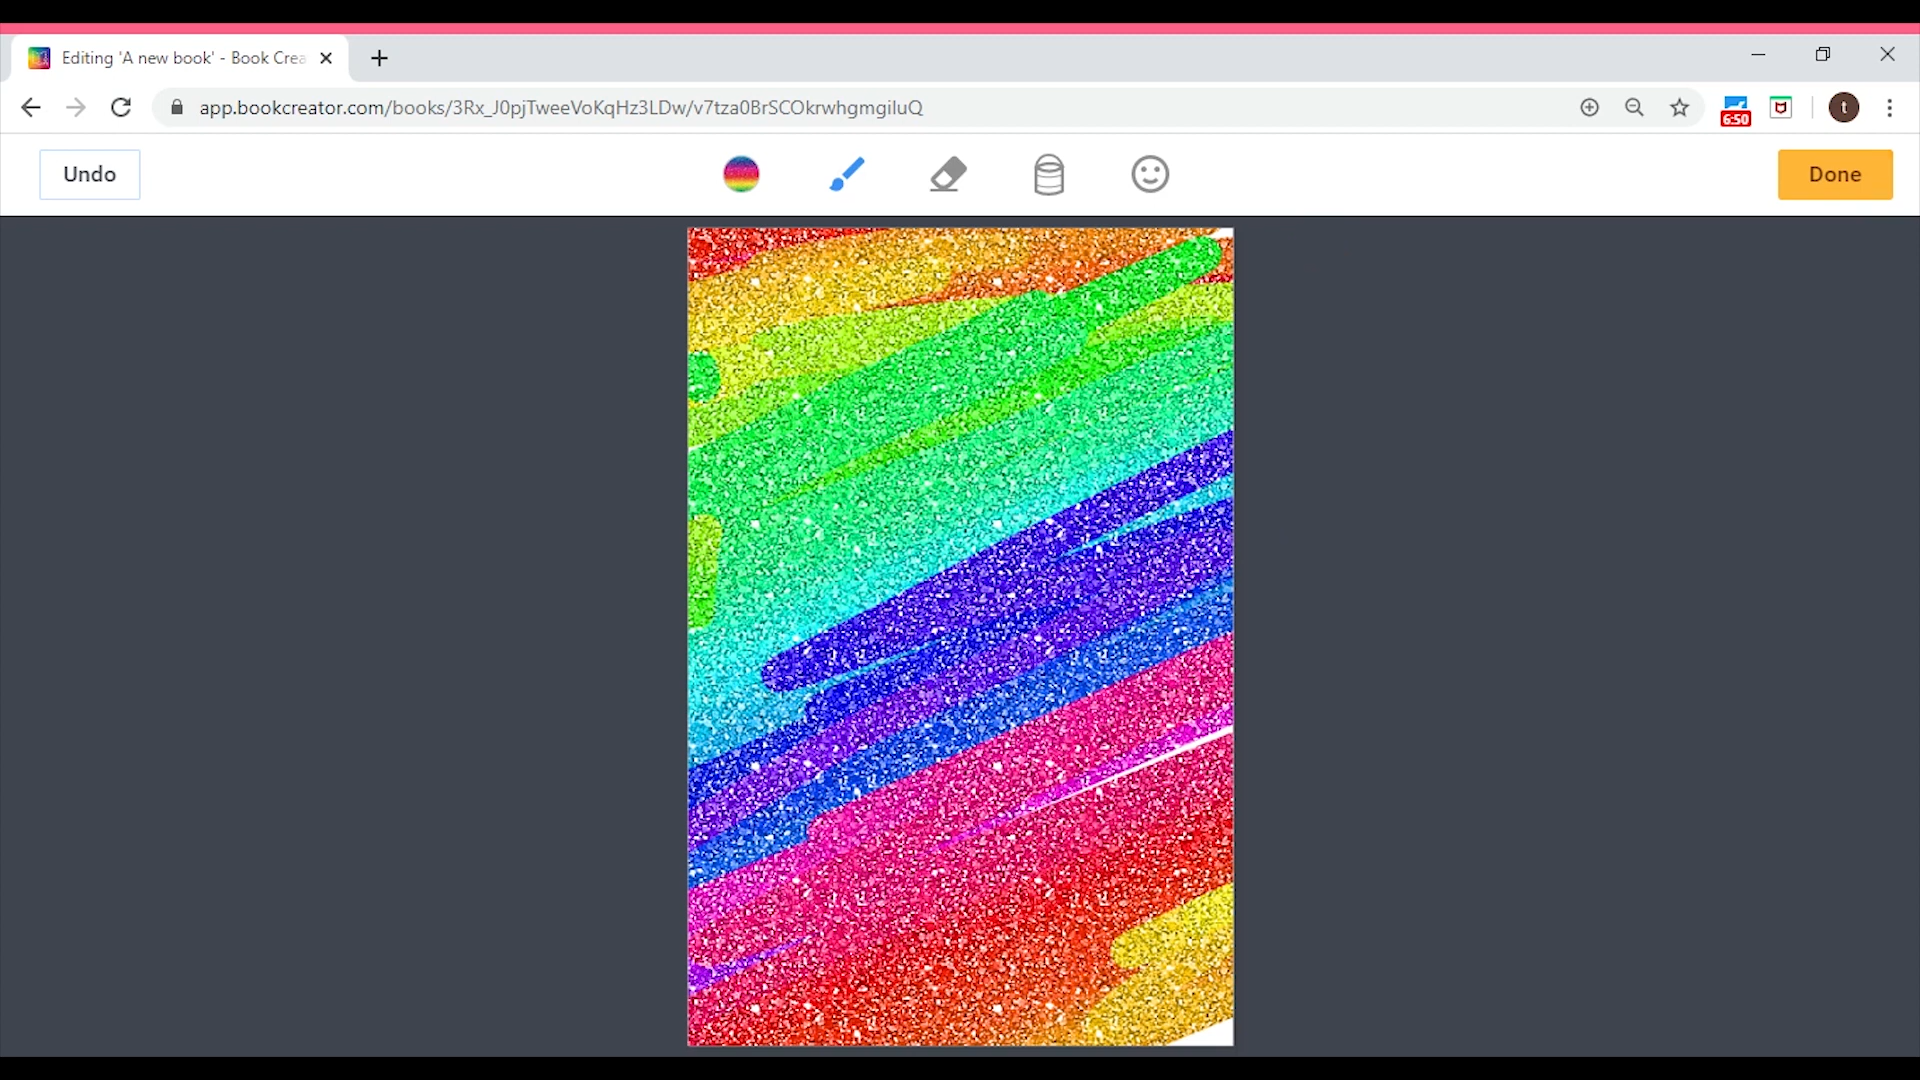 Editing 'A new book' - Book Crea
app.bookcreator.com/books/3Rx_J0pjTweeVoKqHz3LDw/v7tza0BrSCOkrwhgmgiluQ
6:50
t
Undo
Done